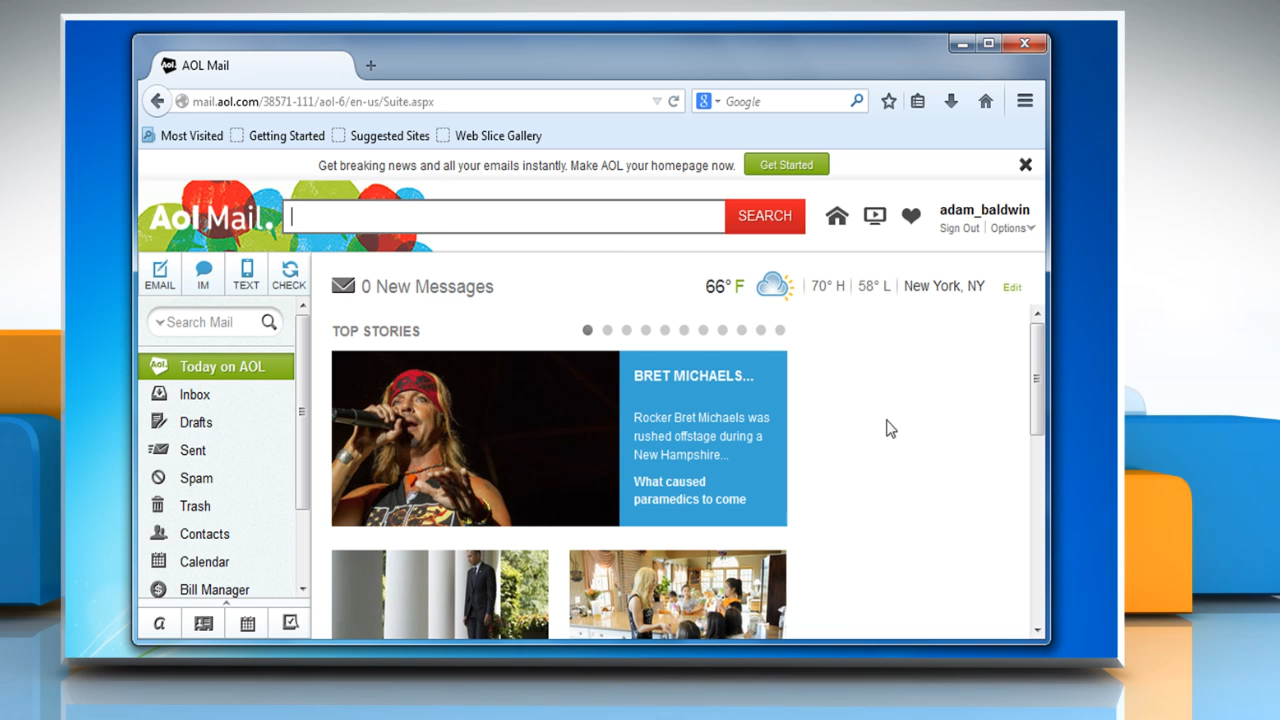 AOL Mail
mail.aol.com/38571-111/aol-6/en-us/Suite.aspx
Google
Most Visited
Getting Started
Suggested Sites
Web Slice Gallery
Get breaking news and all your emails instantly. Make AOL your homepage now.
Get Started
Aol Mail.
SEARCH
adam_baldwin
Sign Out
Options
EMAIL
IM
TEXT
CHECK
0 New Messages
66° F
70° H
58° L
New York, NY
Edit
Search Mail
TOP STORIES
Aol. Today on AOL
Inbox
Drafts
Sent
Spam
Trash
Contacts
Calendar
Bill Manager
BRET MICHAELS...
Rocker Bret Michaels was
rushed offstage during a
New Hampshire...
What caused
paramedics to come